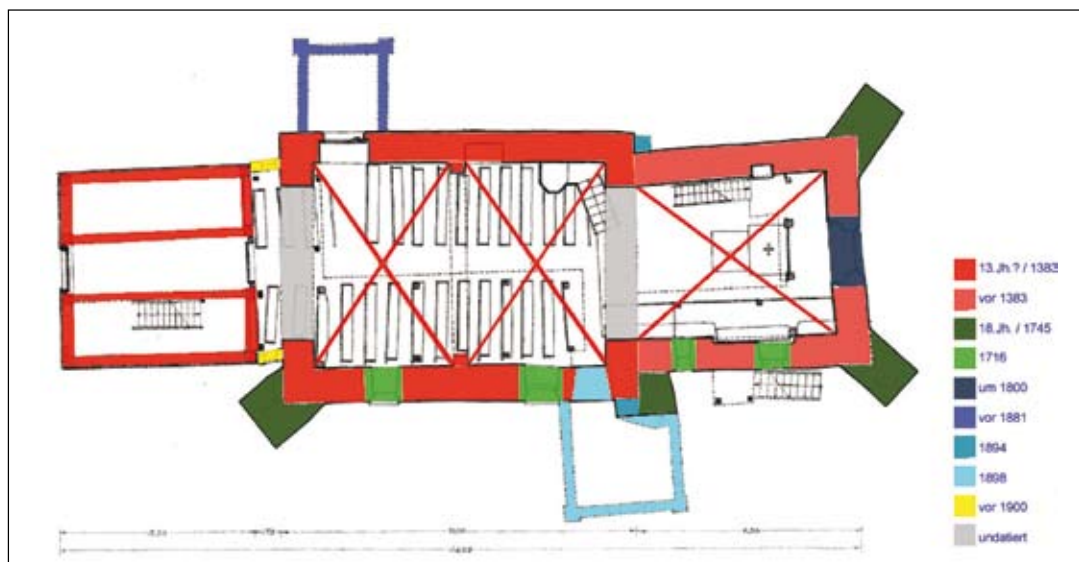 13.Jh.? / 1383
vor 1383
18.Jh. / 1745
1716
um 1800
vor 1881
1894
1898
vor 1900
undatiert